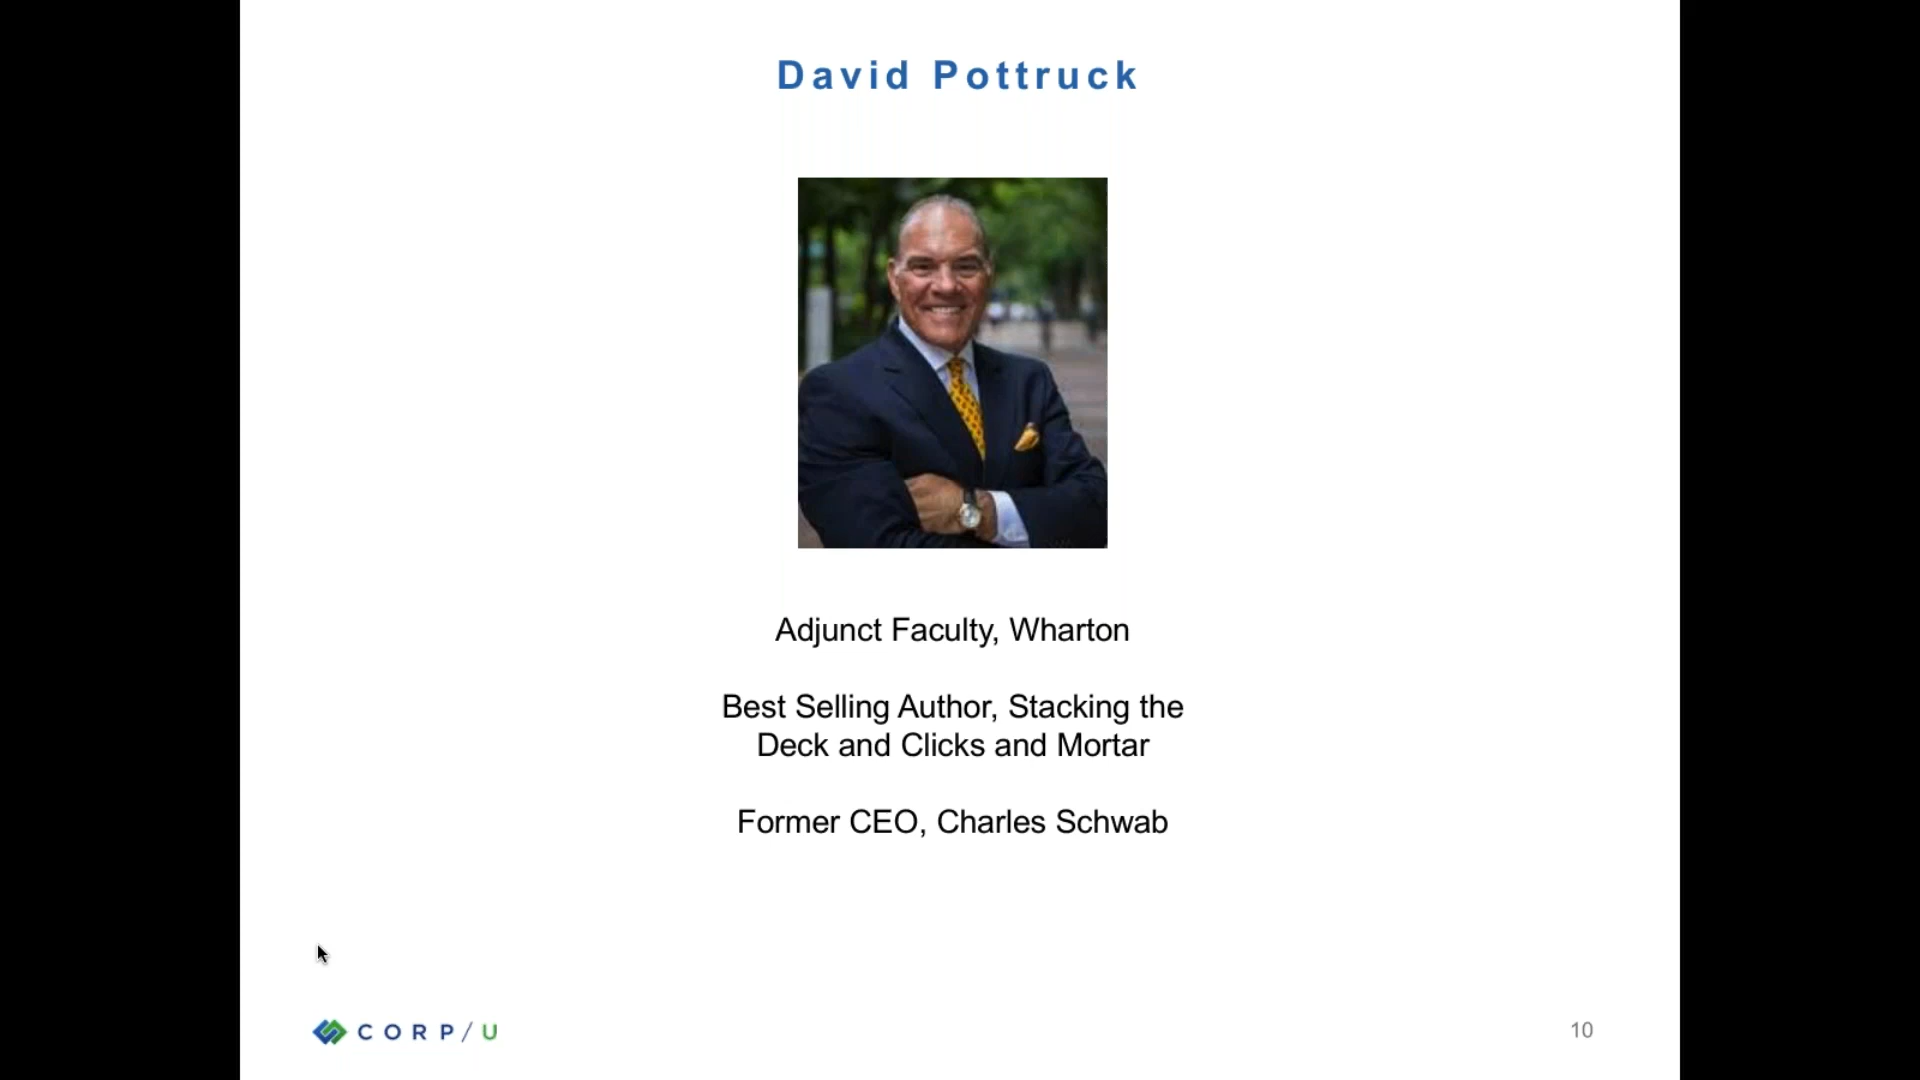 David Pottruck
Adjunct Faculty, Wharton
Best Selling Author, Stacking the
Deck and Clicks and Mortar
Former CEO, Charles Schwab
CORP/U
10